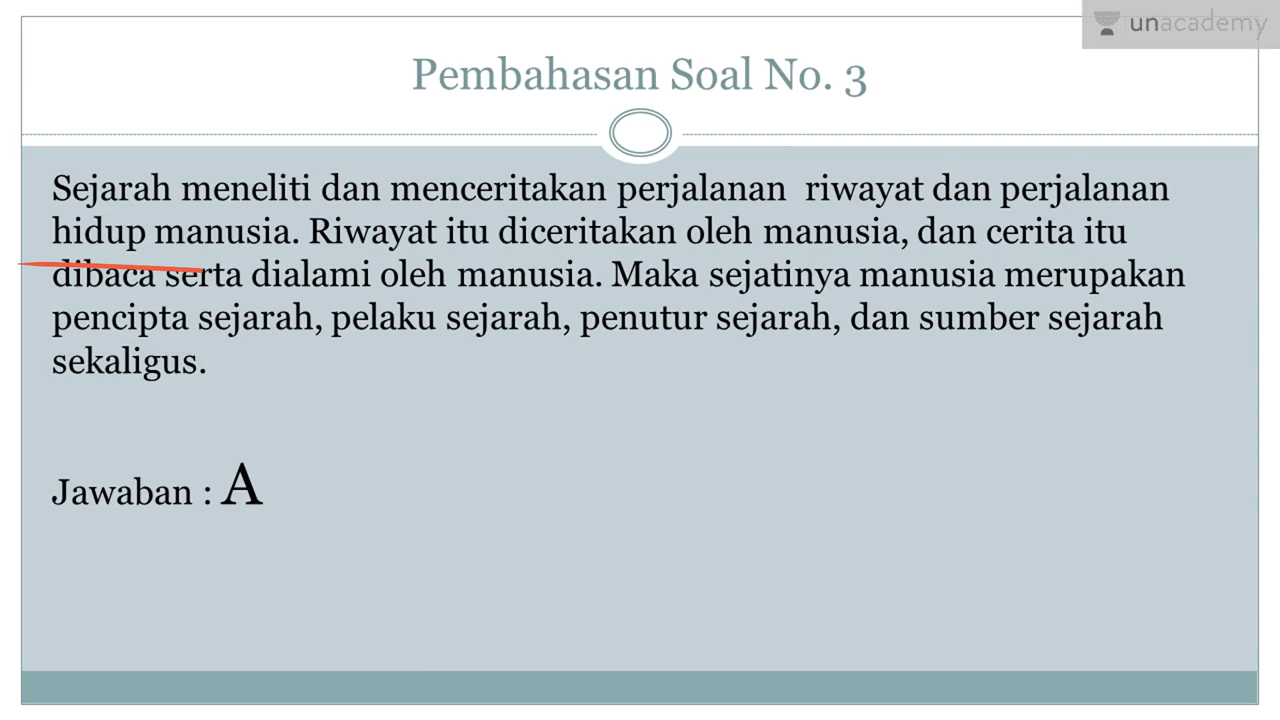 unacademy
Pembahasan Soal No. 3
Sejarah meneliti dan menceritakan perjalanan riwayat dan perjalanan
hidup manusia. Riwayat itu diceritakan oleh manusia, dan cerita itu
dibaca serta dialami oleh manusia. Maka sejatinya manusia merupakan
pencipta sejarah, pelaku sejarah, penutur sejarah, dan sumber sejarah
sekaligus.
Jawaban : A